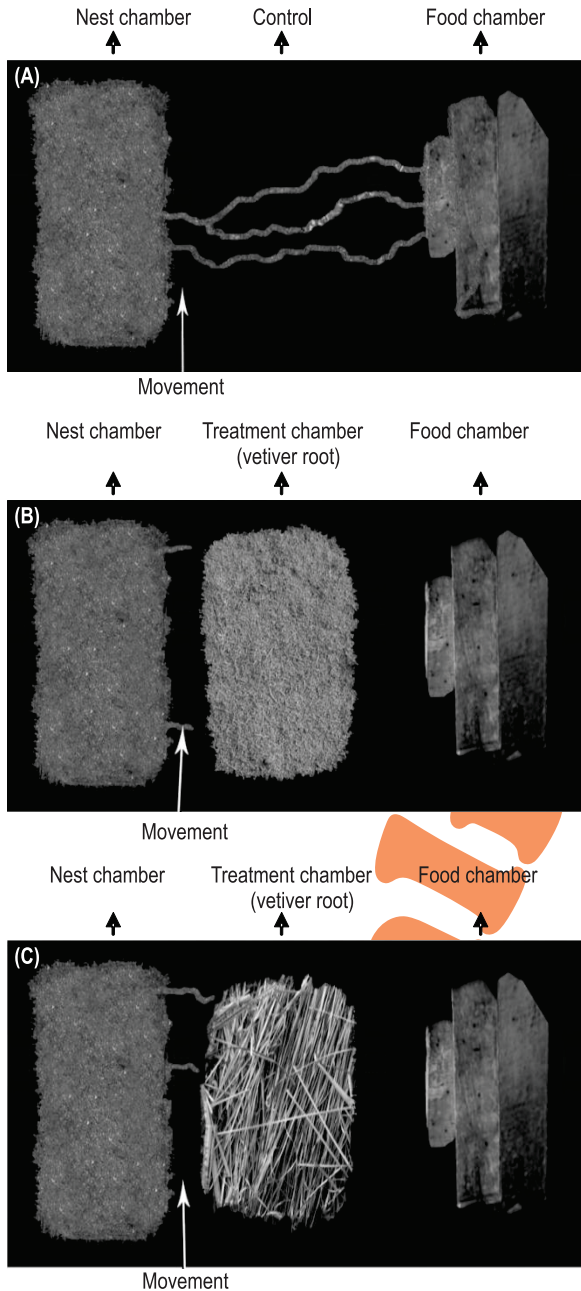 Nest chamber Control Food chamber
(A)
Movement
Nest chamber Treatment chamber Food chamber
(vetiver root)
(B)
Movement
Nest chamber Treatment chamber Food chamber
(vetiver root)
(C)
Movement